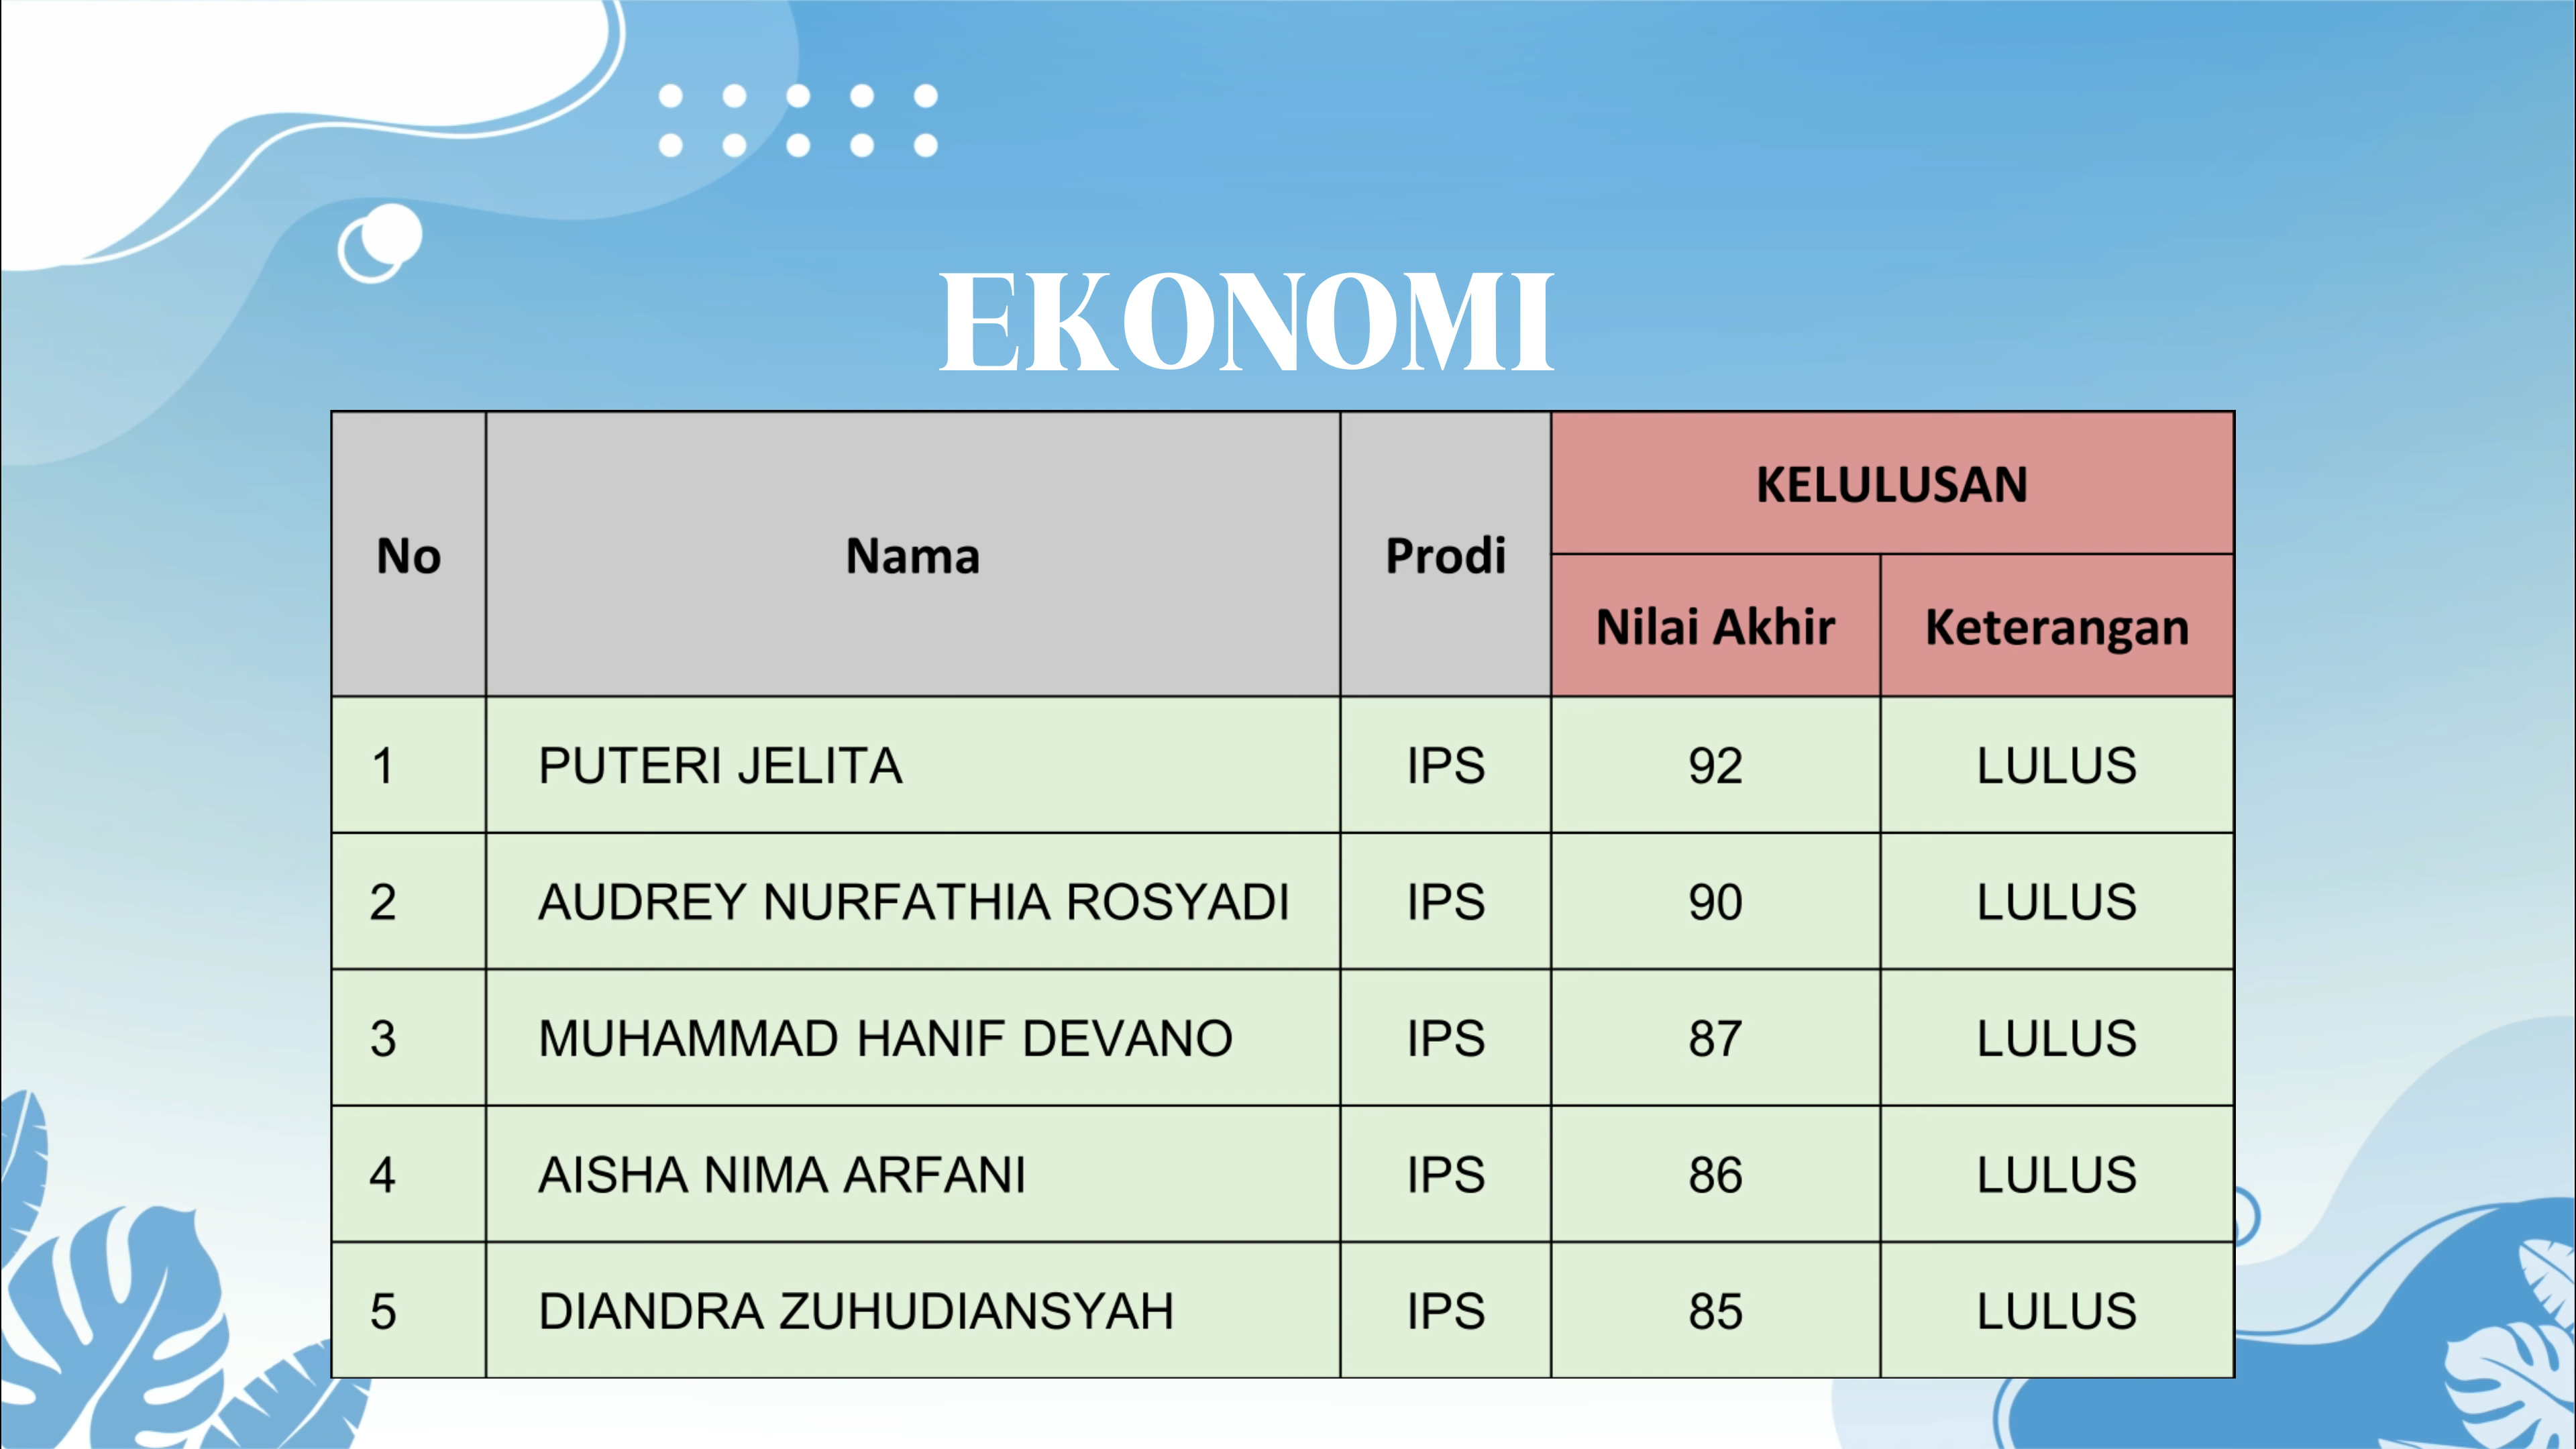 EKONOMI
No Nama Prodi KELULUSAN
Nilai Akhir Keterangan
1 PUTERI JELITA IPS 92 LULUS
2 AUDREY NURFATHIA ROSYADI IPS 90 LULUS
3 MUHAMMAD HANIF DEVANO IPS 87 LULUS
4 AISHA NIMA ARFANI IPS 86 LULUS
5 DIANDRA ZUHUDIANSYAH IPS 85 LULUS